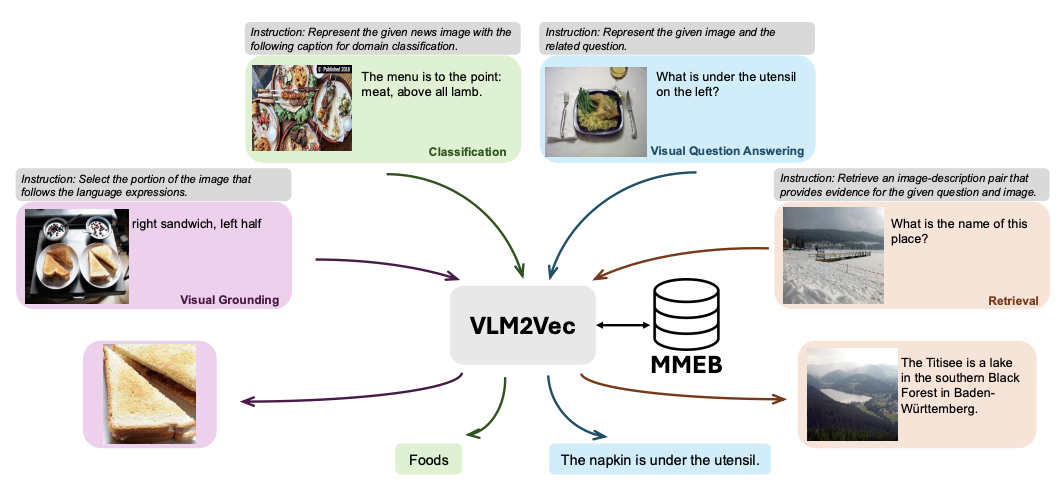 Instruction: Represent the given news image with the
following caption for domain classification.
© Published 2018
The menu is to the point:
meat, above all lamb.
Classification
Instruction: Represent the given image and the
related question.
What is under the utensil
on the left?
Visual Question Answering
Instruction: Select the portion of the image that
follows the language expressions.
right sandwich, left half
Visual Grounding
Instruction: Retrieve an image-description pair that
provides evidence for the given question and image.
What is the name of this
place?
Retrieval
VLM2Vec
MMEB
The Titisee is a lake
in the southern Black
Forest in Baden-
Württemberg.
Foods
The napkin is under the utensil.